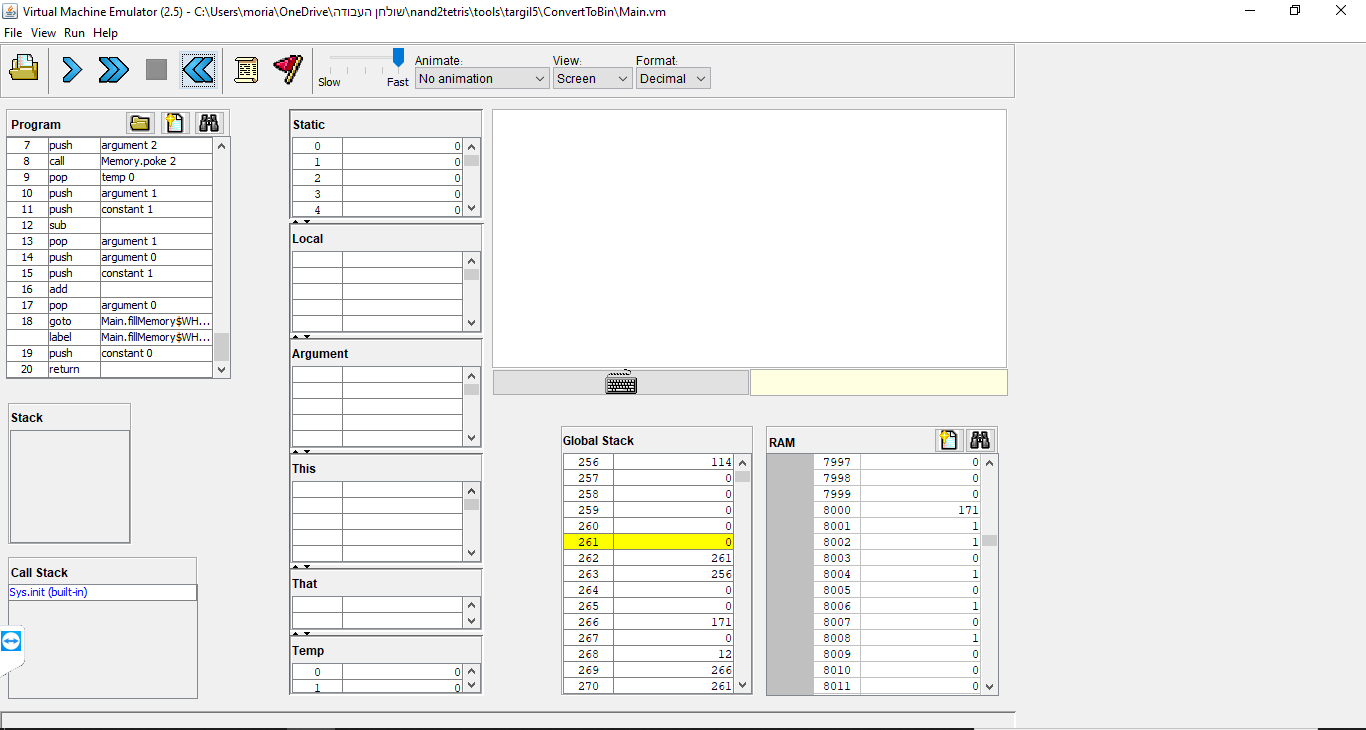 Virtual Machine Emulator (2.5) - C:\Users\moria\OneDrive\שולחן העבודה\nand2tetris\tools\targil5\ConvertToBin\Main.vm
File View Run Help
Slow Fast
Animate: View: Format:
No animation Screen Decimal
Program
7 push argument 2
8 call Memory.poke 2
9 pop temp 0
10 push argument 1
11 push constant 1
12 sub
13 pop argument 1
14 push argument 0
15 push constant 1
16 add
17 pop argument 0
18 goto Main.fillMemory$WH...
label Main.fillMemory$WH...
19 push constant 0
20 return
Stack
Call Stack
Sys.init (built-in)
Static
0 0
1 0
2 0
3 0
4 0
Local
Argument
This
That
Temp
0 0
1 0
Global Stack
256 114
257 0
258 0
259 0
260 0
261 0
262 261
263 256
264 0
265 0
266 171
267 0
268 12
269 266
270 261
RAM
7997 0
7998 0
7999 0
8000 171
8001 1
8002 1
8003 0
8004 1
8005 0
8006 1
8007 0
8008 1
8009 0
8010 0
8011 0